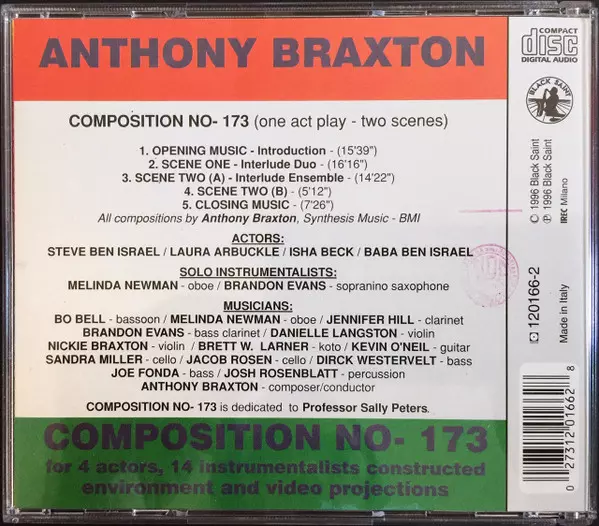 ANTHONY BRAXTON
COMPOSITION NO- 173 (one act play - two scenes)
1. OPENING MUSIC - Introduction - (15'39")
2. SCENE ONE - Interlude Duo - (16'16")
3. SCENE TWO (A) - Interlude Ensemble - (14'22")
4. SCENE TWO (B) - (5'12")
5. CLOSING MUSIC - (7'26")
All compositions by Anthony Braxton, Synthesis Music - BMI
ACTORS:
STEVE BEN ISRAEL / LAURA ARBUCKLE / ISHA BECK / BABA BEN ISRAEL
SOLO INSTRUMENTALISTS:
MELINDA NEWMAN - oboe / BRANDON EVANS - sopranino saxophone
MUSICIANS:
BO BELL - bassoon / MELINDA NEWMAN - oboe / JENNIFER HILL - clarinet
BRANDON EVANS - bass clarinet / DANIELLE LANGSTON - violin
NICKIE BRAXTON - violin / BRETT W. LARNER - koto / KEVIN O'NEIL - guitar
SANDRA MILLER - cello / JACOB ROSEN - cello / DIRCK WESTERVELT - bass
JOE FONDA - bass / JOSH ROSENBLATT - percussion
ANTHONY BRAXTON - composer/conductor
COMPOSITION NO- 173 is dedicated to Professor Sally Peters.
COMPOSITION NO- 173
for 4 actors, 14 instrumentalists constructed
environment and video projections
COMPACT
disc
DIGITAL AUDIO
BLACK SAINT
© 1996 Black Saint
℗ 1996 Black Saint
IREC Milano
120166-2
Made in Italy
0 27312 01662 8